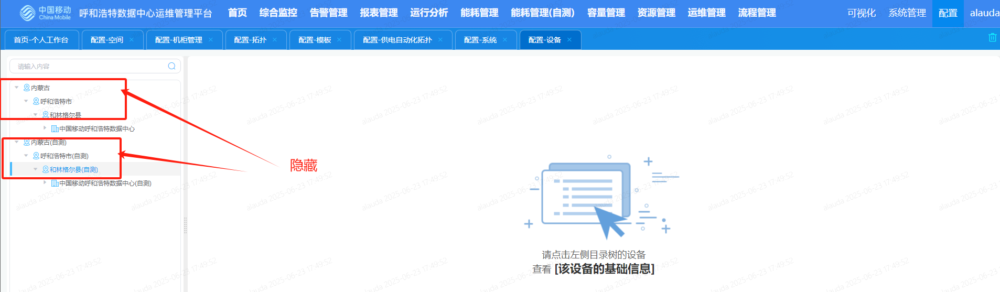 中国移动
China Mobile
呼和浩特数据中心运维管理平台 首页 综合监控 告警管理 报表管理 运行分析 能耗管理 能耗管理(自测) 容量管理 资源管理 运维管理 流程管理 可视化 系统管理 配置 alauda
首页-个人工作台 配置-空间 × 配置-机柜管理 × 配置-拓扑 × 配置-模板 × 配置-供电自动化拓扑 × 配置-系统 × 配置-设备 ×
请输入内容
内蒙古
呼和浩特市
和林格尔县
中国移动呼和浩特数据中心
内蒙古(自测)
呼和浩特市(自测)
和林格尔县(自测)
中国移动呼和浩特数据中心(自测)
隐藏
请点击左侧目录树的设备
查看 [该设备的基础信息]
alauda 2025-06-23 17:49:52